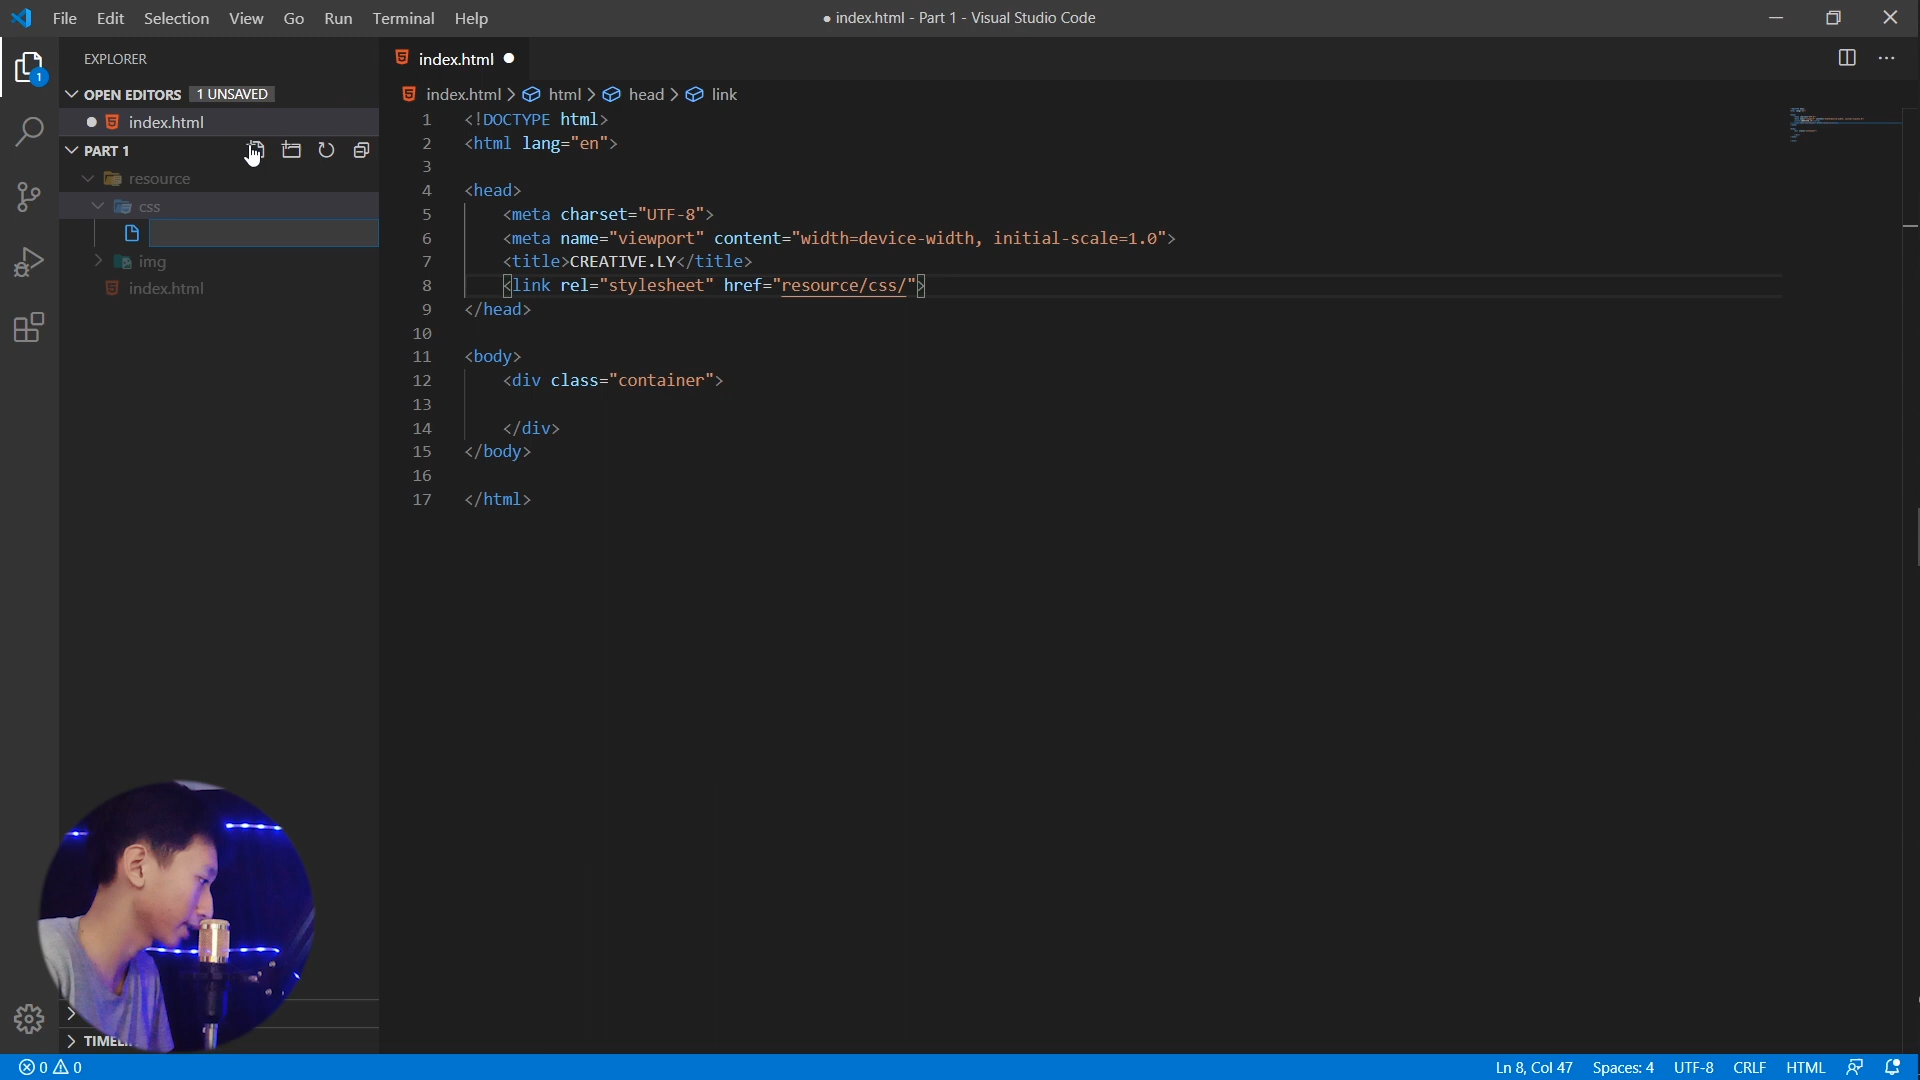 File Edit Selection View Go Run Terminal Help
● index.html - Part 1 - Visual Studio Code
EXPLORER
OPEN EDITORS 1 UNSAVED
index.html
PART 1
resource
css
img
index.html
TIMELI
1
index.html
index.html > html > head > link
1 <!DOCTYPE html>
2 <html lang="en">
3
4 <head>
5 <meta charset="UTF-8">
6 <meta name="viewport" content="width=device-width, initial-scale=1.0">
7 <title>CREATIVE.LY</title>
8 <link rel="stylesheet" href="resource/css/">
9 </head>
10
11 <body>
12 <div class="container">
13
14 </div>
15 </body>
16
17 </html>
0 0 Ln 8, Col 47 Spaces: 4 UTF-8 CRLF HTML